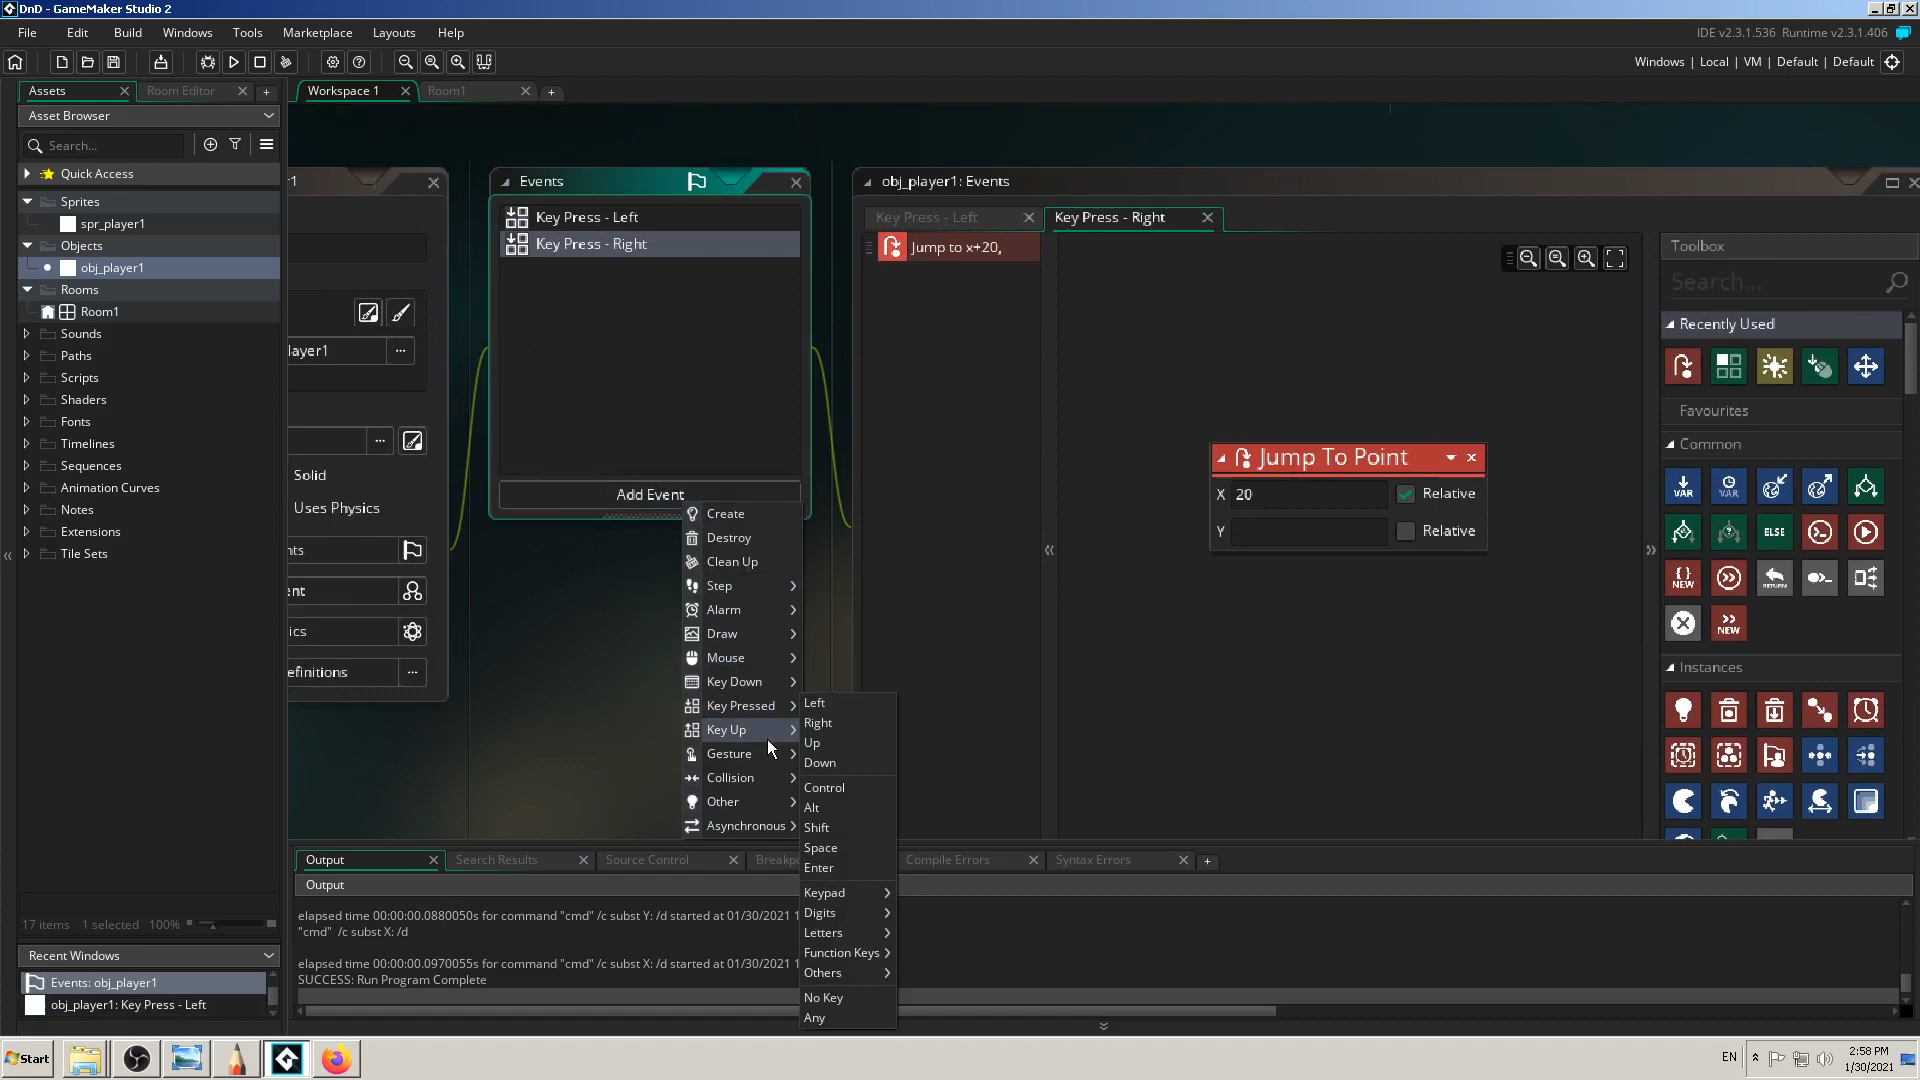 DnD - GameMaker Studio 2
File Edit Build Windows Tools Marketplace Layouts Help
IDE v2.3.1.536 Runtime v2.3.1.406
Windows | Local | VM | Default | Default
Assets
Room Editor
Workspace 1
Room1
Asset Browser
Search...
Quick Access
Sprites
spr_player1
Objects
obj_player1
Rooms
Room1
Sounds
Paths
Scripts
Shaders
Fonts
Timelines
Sequences
Animation Curves
Notes
Extensions
Tile Sets
17 items 1 selected 100%
Recent Windows
Events: obj_player1
obj_player1: Key Press - Left
r1
layer1
Solid
Uses Physics
nts
ent
ics
efinitions
Events
Key Press - Left
Key Press - Right
Add Event
Create
Destroy
Clean Up
Step
Alarm
Draw
Mouse
Key Down
Key Pressed
Key Up
Gesture
Collision
Other
Asynchronous
Left
Right
Up
Down
Control
Alt
Shift
Space
Enter
Keypad
Digits
Letters
Function Keys
Others
No Key
Any
obj_player1: Events
Key Press - Left
Key Press - Right
Jump to x+20,
Jump To Point
X 20 Relative
Y Relative
Toolbox
Search...
Recently Used
Favourites
Common
VAR
VAR
ELSE
NEW
RETURN
NEW
Instances
Output
Search Results
Source Control
Breakpo
Compile Errors
Syntax Errors
Output
elapsed time 00:00:00.0880050s for command "cmd" /c subst Y: /d started at 01/30/2021 1
"cmd" /c subst X: /d
elapsed time 00:00:00.0970055s for command "cmd" /c subst X: /d started at 01/30/2021 1
SUCCESS: Run Program Complete
Start
EN
2:58 PM
1/30/2021